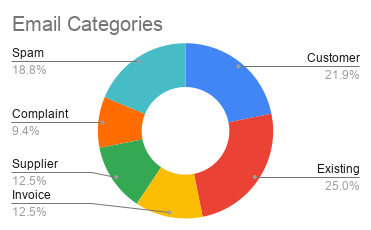 Email Categories
Spam
18.8%
Customer
21.9%
Complaint
9.4%
Supplier
12.5%
Existing
25.0%
Invoice
12.5%